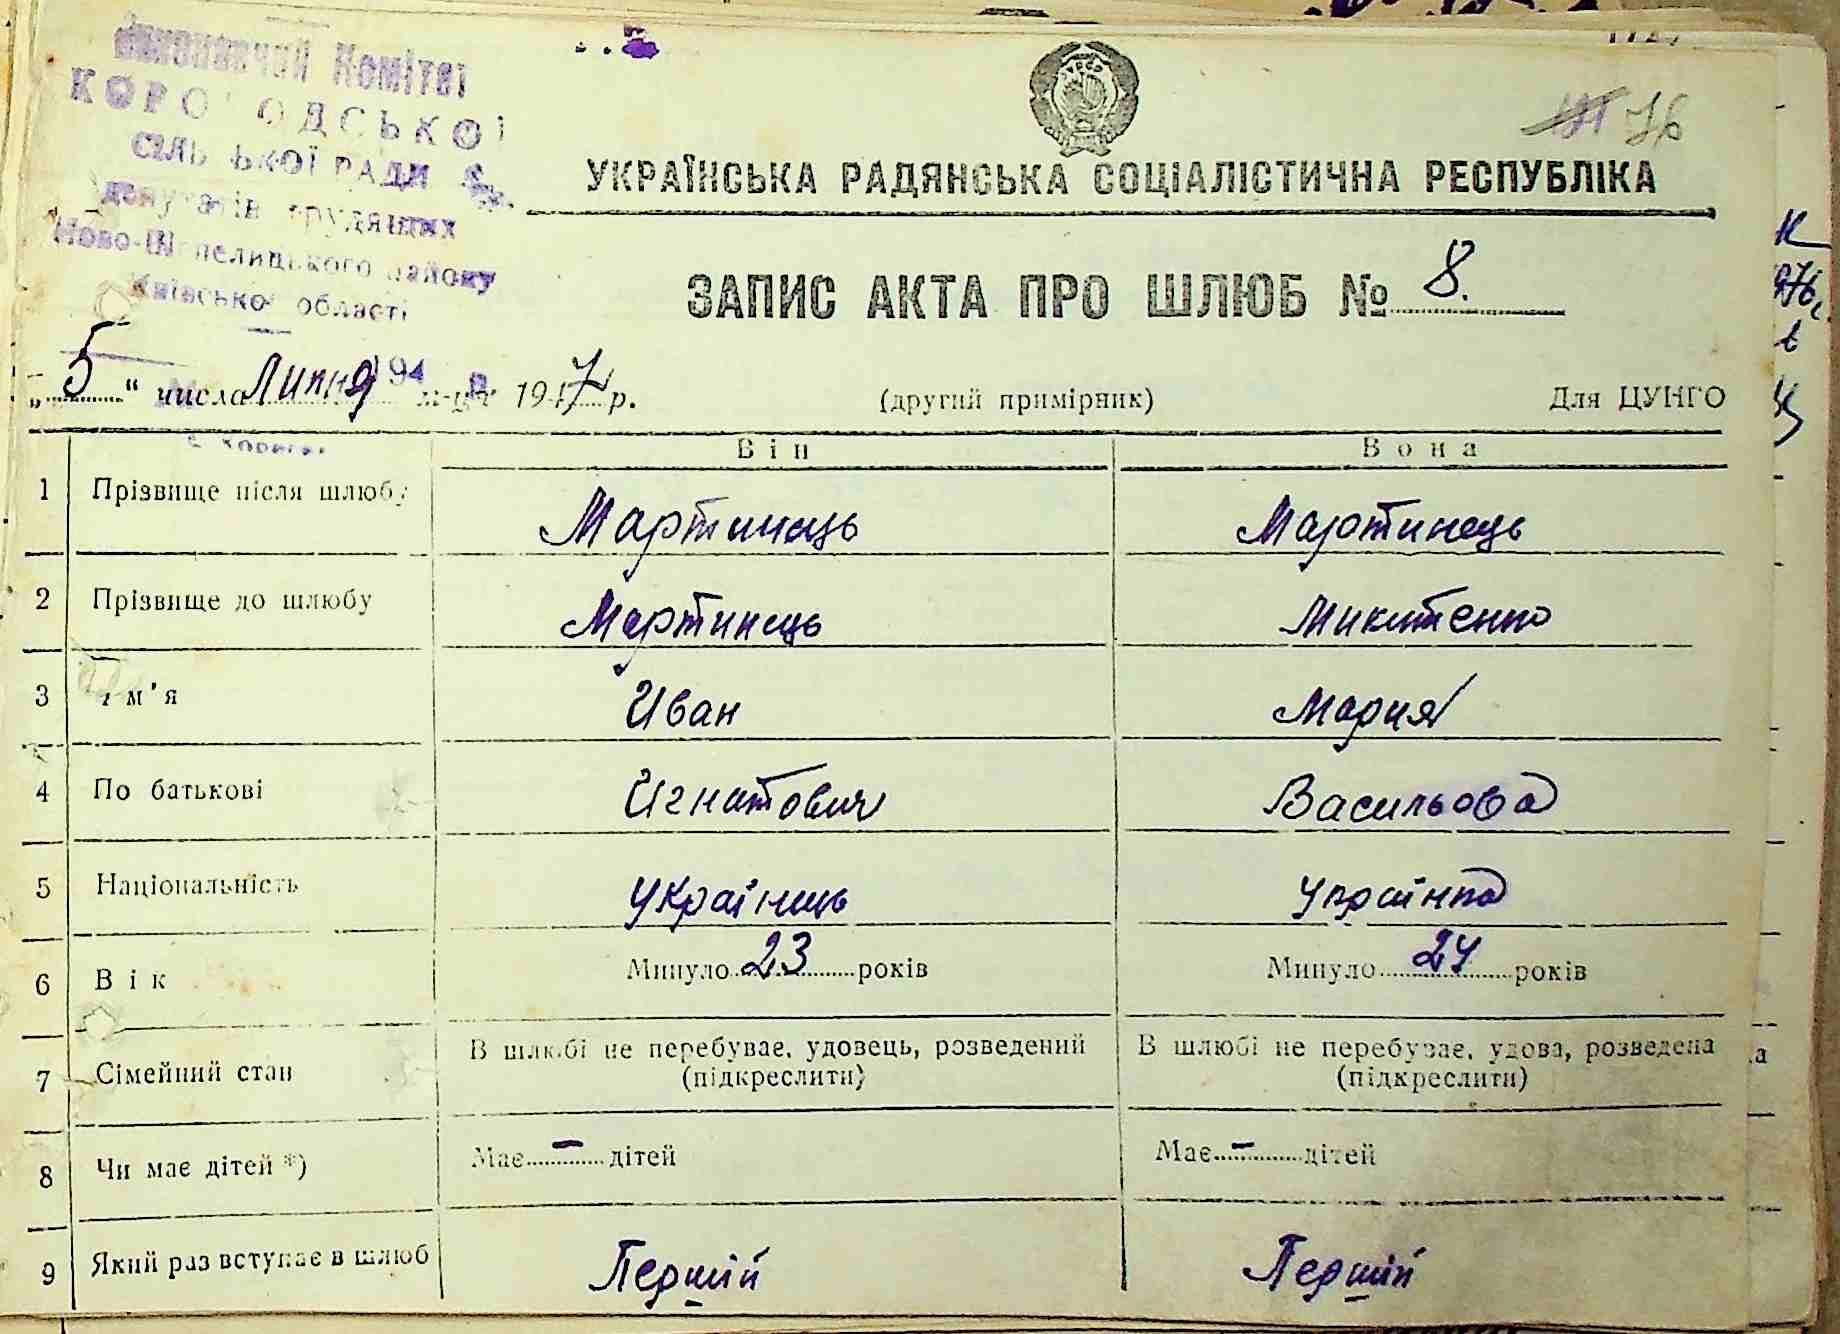 Виконавчий Комітет
КОРОГОДСЬКОЇ
СІЛЬСЬКОЇ РАДИ
депутатів трудящих
Ново-Шепелицького району
Київської області
76
УКРАЇНСЬКА РАДЯНСЬКА СОЦІАЛІСТИЧНА РЕСПУБЛІКА
ЗАПИС АКТА ПРО ШЛЮБ № 8.
„5“ числа Липня м-ця 1947 р. (другий примірник) Для ЦУНГО
194 р.
Він Вона
1 Прізвище після шлюбу Мартинець Мартинець
2 Прізвище до шлюбу Мартинець Микитенко
3 Ім'я Иван Мария
4 По батькові Игнатович Васильова
5 Національність Українець Українка
6 Вік Минуло 23 років Минуло 24 років
7 Сімейний стан В шлюбі не перебуває, удовець, розведений (підкреслити) В шлюбі не перебуває, удова, розведена (підкреслити)
8 Чи має дітей *) Має — дітей Має — дітей
9 Який раз вступає в шлюб Перший Перший